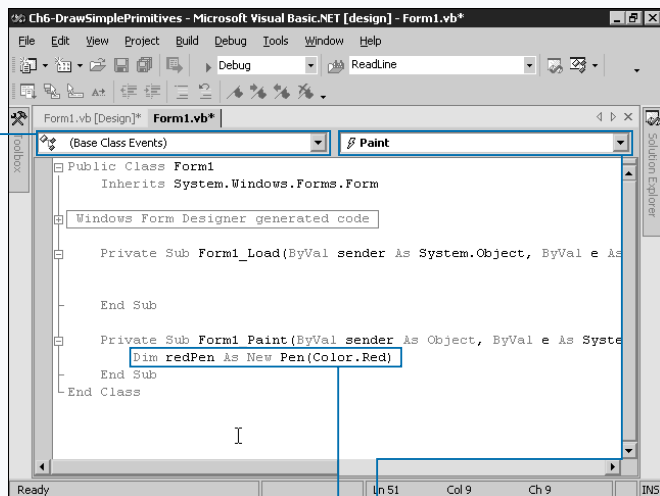 Ch6-DrawSimplePrimitives - Microsoft Visual Basic.NET [design] - Form1.vb*
File Edit View Project Build Debug Tools Window Help
Debug ReadLine
Form1.vb [Design]* Form1.vb*
Toolbox
(Base Class Events) Paint
Solution Explorer
Public Class Form1
Inherits System.Windows.Forms.Form
Windows Form Designer generated code
Private Sub Form1_Load(ByVal sender As System.Object, ByVal e As
End Sub
Private Sub Form1_Paint(ByVal sender As Object, ByVal e As Syste
Dim redPen As New Pen(Color.Red)
End Sub
End Class
Ready Ln 51 Col 9 Ch 9 INS